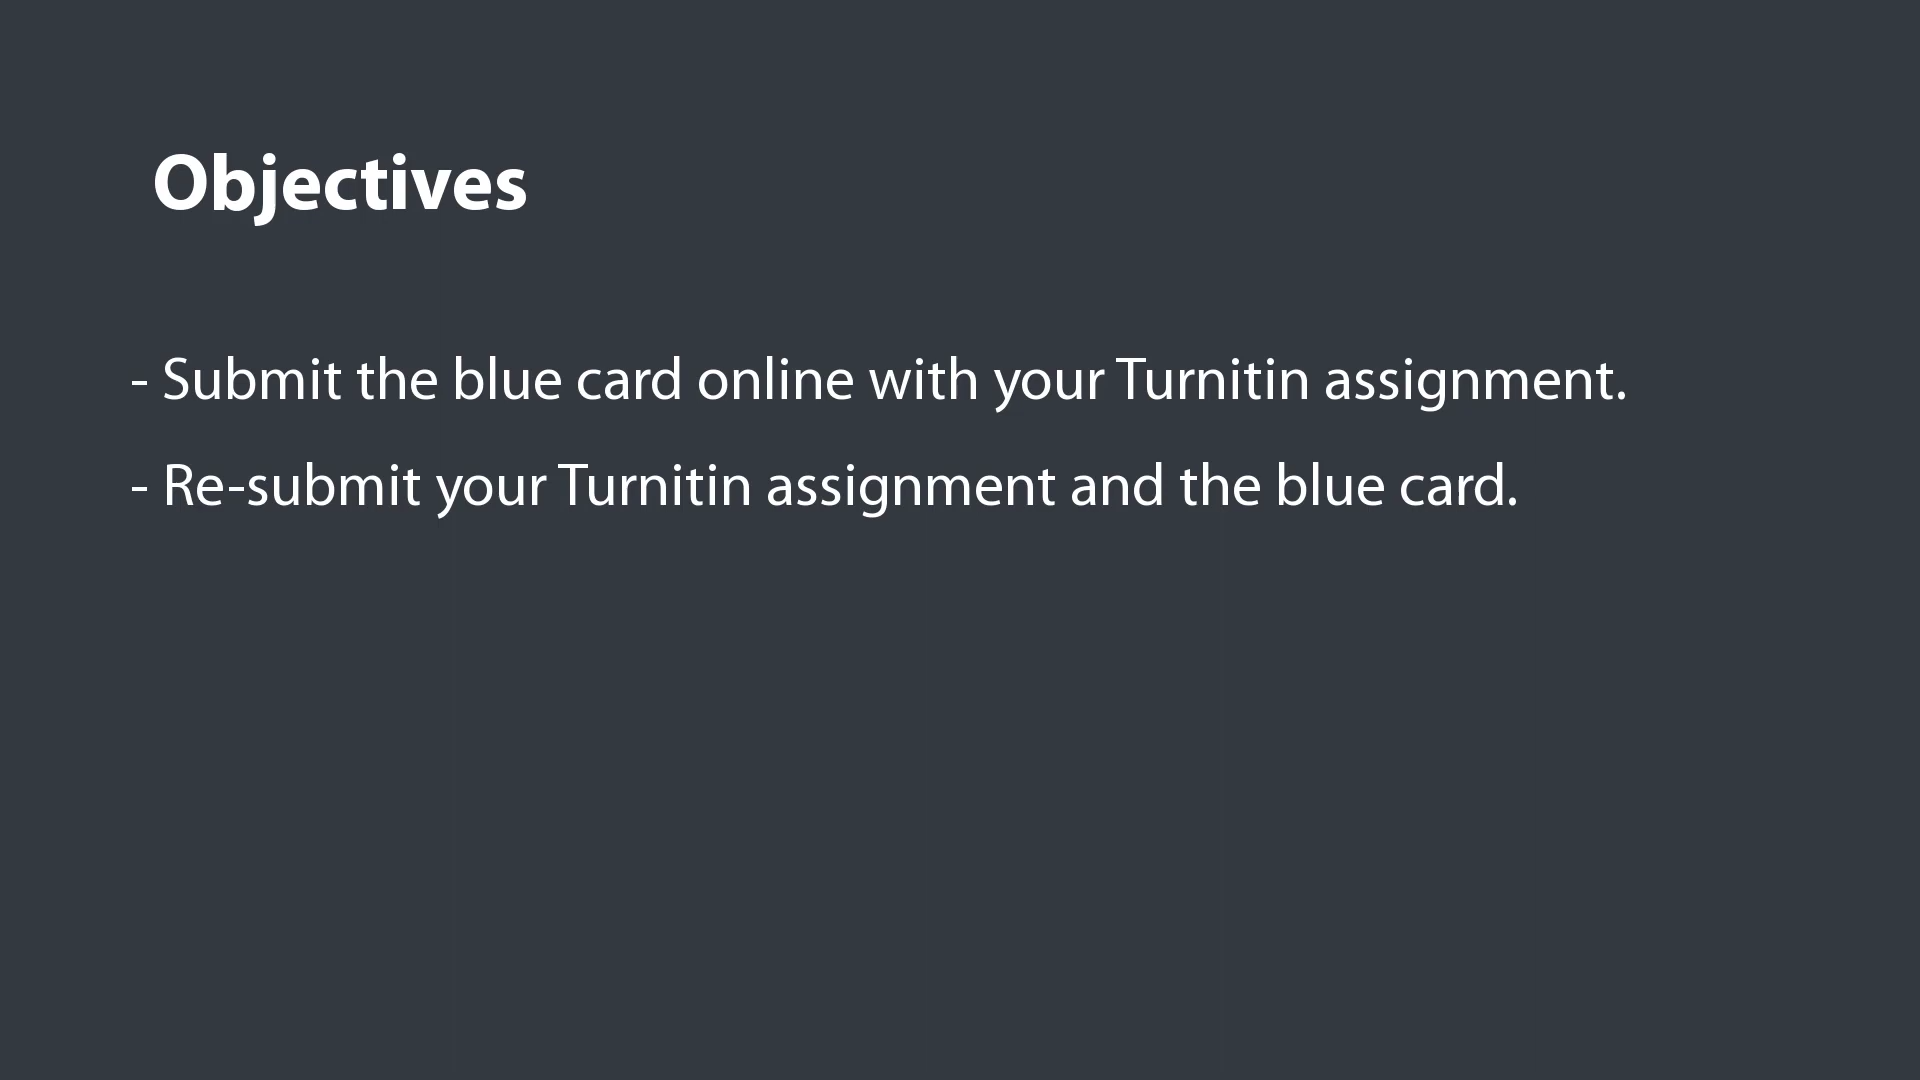 Objectives
- Submit the blue card online with your Turnitin assignment.
- Re-submit your Turnitin assignment and the blue card.